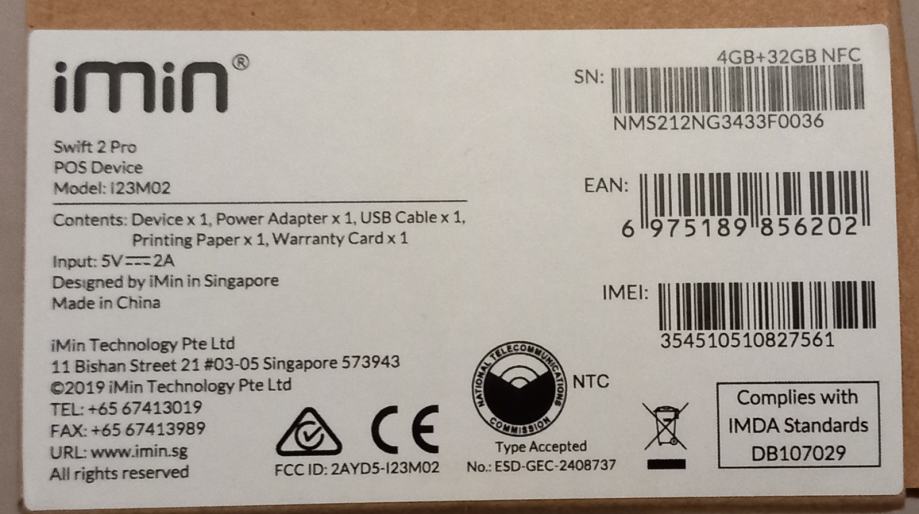 iMin®
Swift 2 Pro
POS Device
Model: I23M02
Contents: Device x 1, Power Adapter x 1, USB Cable x 1,
Printing Paper x 1, Warranty Card x 1
Input: 5V⎓2A
Designed by iMin in Singapore
Made in China
iMin Technology Pte Ltd
11 Bishan Street 21 #03-05 Singapore 573943
©2019 iMin Technology Pte Ltd
TEL: +65 67413019
FAX: +65 67413989
URL: www.imin.sg
All rights reserved
4GB+32GB NFC
SN:
NMS212NG3433F0036
EAN:
6 975189 856202
IMEI:
354510510827561
CE
FCC ID: 2AYD5-I23M02
NATIONAL TELECOMMUNICATIONS
COMMISSION
NTC
Type Accepted
No.: ESD-GEC-2408737
Complies with
IMDA Standards
DB107029